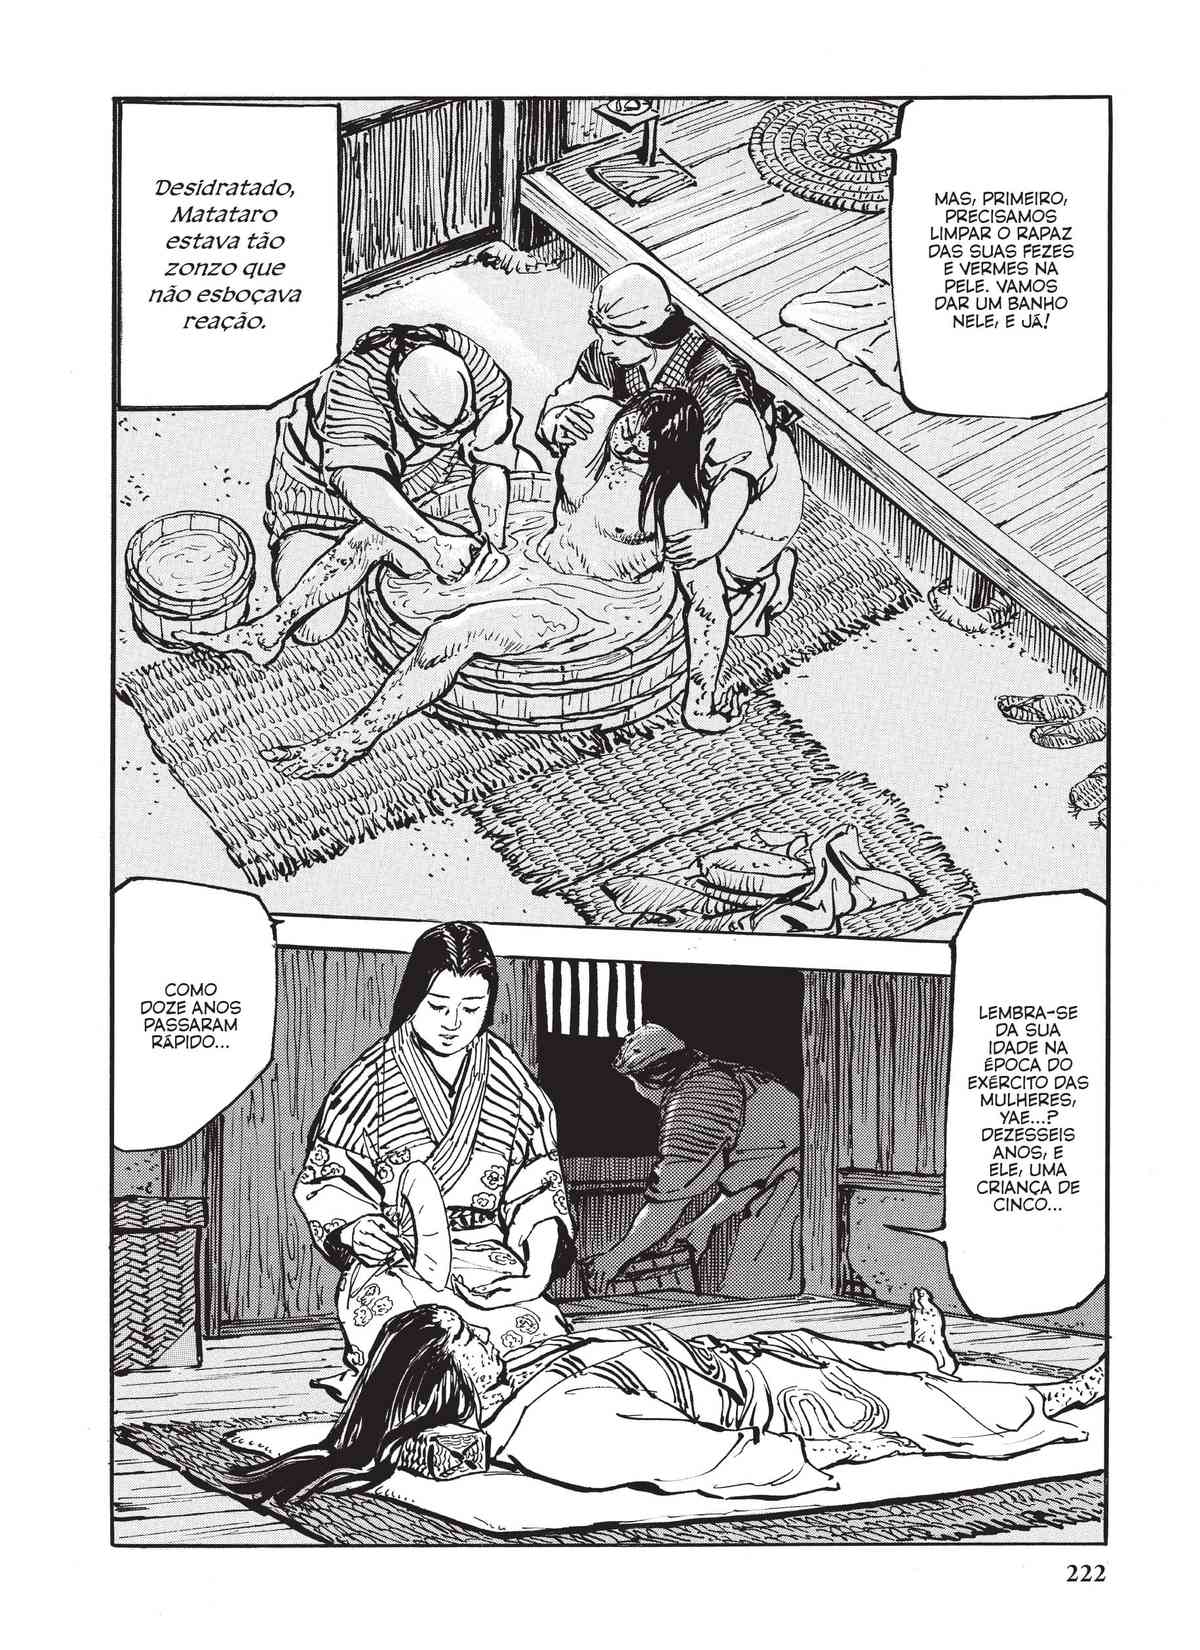 Desidratado,
Matataro
estava tão
zonzo que
não esboçava
reação.
MAS, PRIMEIRO,
PRECISAMOS
LIMPAR O RAPAZ
DAS SUAS FEZES
E VERMES NA
PELE. VAMOS
DAR UM BANHO
NELE, E JÁ!
COMO
DOZE ANOS
PASSARAM
RÁPIDO...
LEMBRA-SE
DA SUA
IDADE NA
ÉPOCA DO
EXÉRCITO DAS
MULHERES,
YAE...?
DEZESSEIS
ANOS, E
ELE, UMA
CRIANÇA DE
CINCO...
222